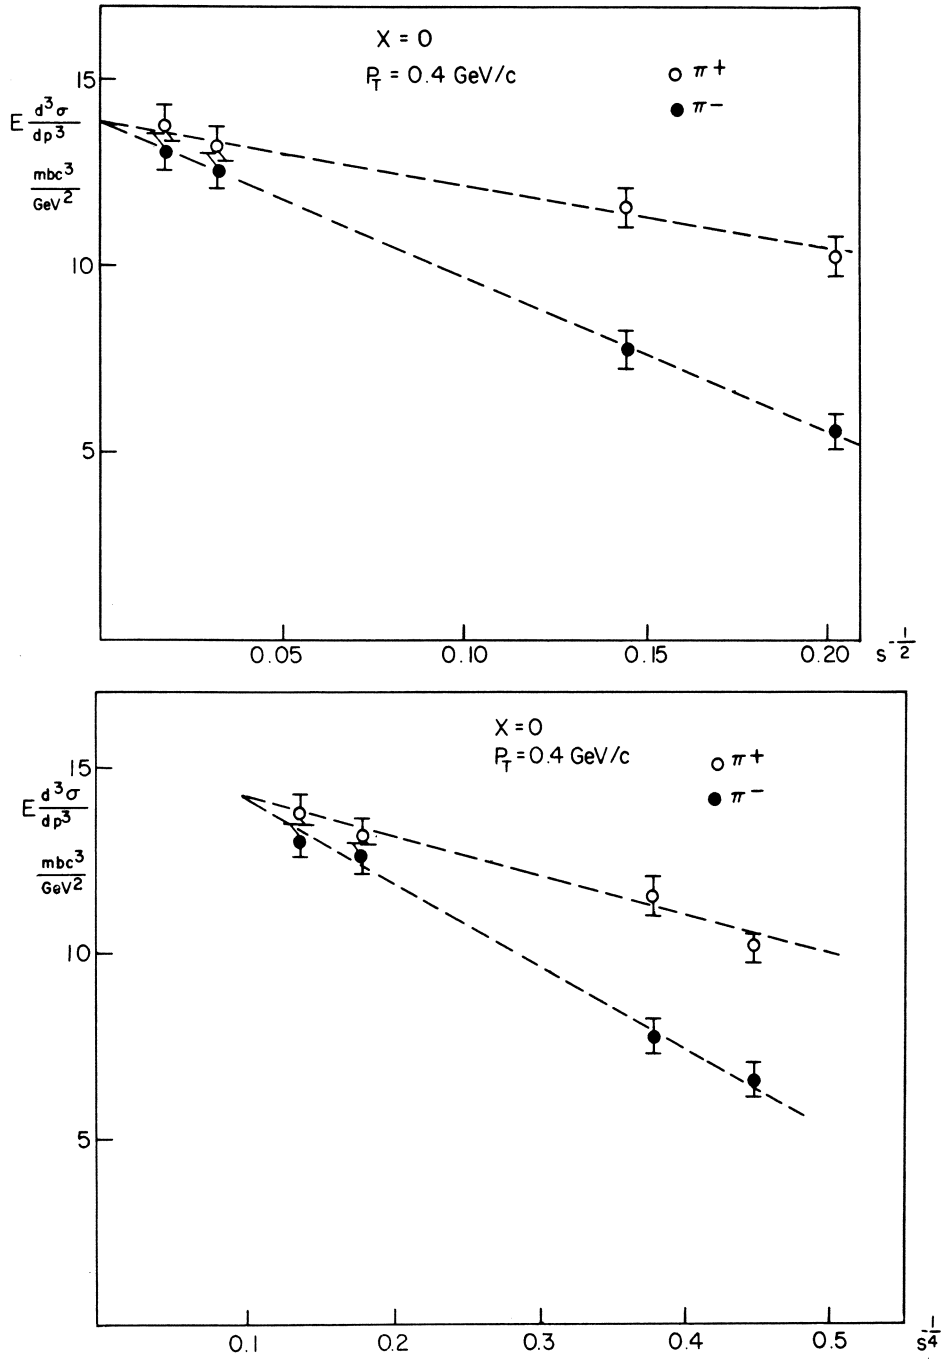 X = 0
P_T = 0.4 GeV/c
π+
π−
15
E d³σ/dp³
mbc³/GeV²
10
5
0.05 0.10 0.15 0.20 s^-1/2
X = 0
P_T = 0.4 GeV/c
π+
π−
15
E d³σ/dp³
mbc³/GeV²
10
5
0.1 0.2 0.3 0.4 0.5 s^-1/4